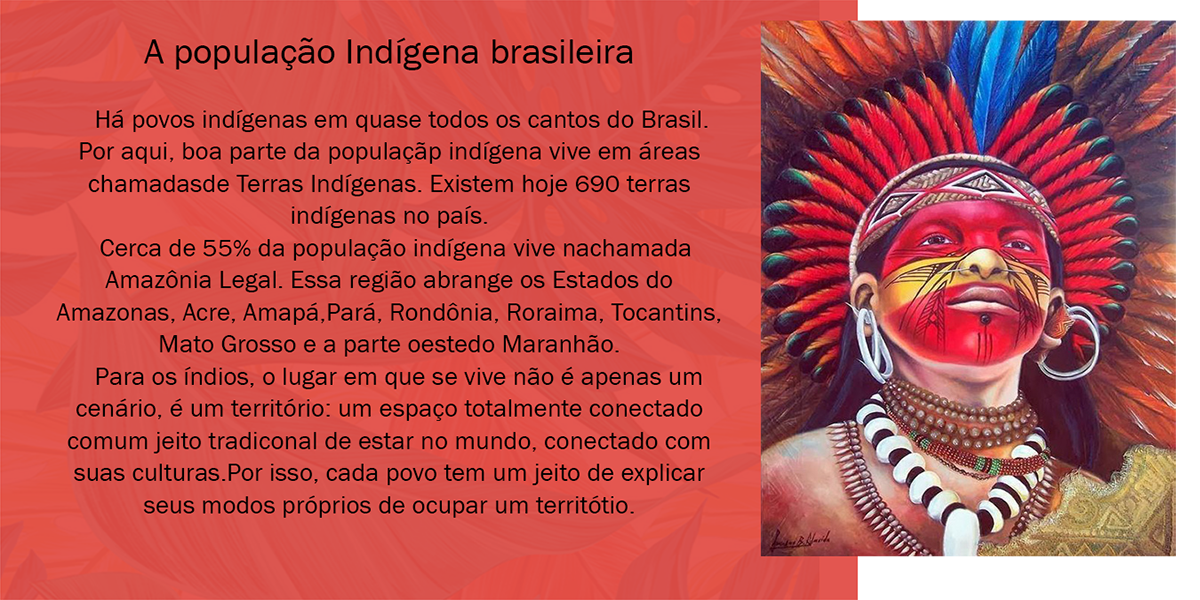 A população Indígena brasileira
Há povos indígenas em quase todos os cantos do Brasil.
Por aqui, boa parte da populaçãp indígena vive em áreas
chamadasde Terras Indígenas. Existem hoje 690 terras
indígenas no país.
Cerca de 55% da população indígena vive nachamada
Amazônia Legal. Essa região abrange os Estados do
Amazonas, Acre, Amapá,Pará, Rondônia, Roraima, Tocantins,
Mato Grosso e a parte oestedo Maranhão.
Para os índios, o lugar em que se vive não é apenas um
cenário, é um território: um espaço totalmente conectado
comum jeito tradiconal de estar no mundo, conectado com
suas culturas.Por isso, cada povo tem um jeito de explicar
seus modos próprios de ocupar um territótio.